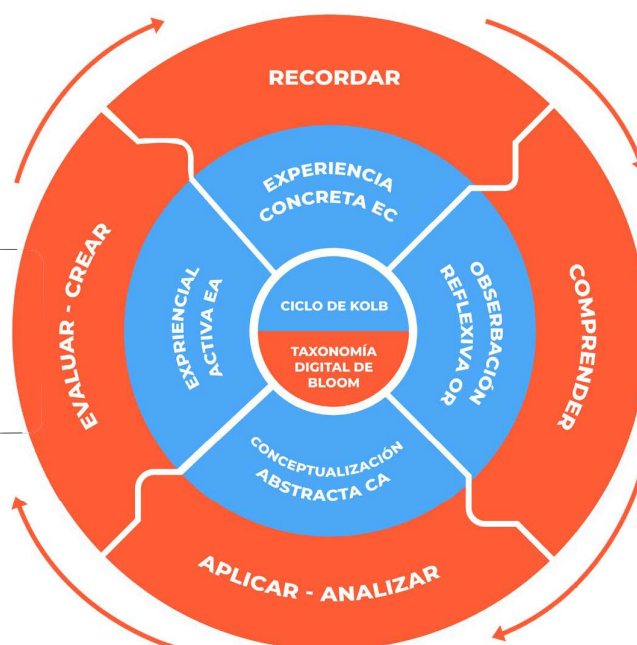 RECORDAR
EXPERIENCIA
CONCRETA EC
COMPRENDER
OBSERBACIÓN
REFLEXIVA OR
CICLO DE KOLB
TAXONOMÍA
DIGITAL DE
BLOOM
EVALUAR - CREAR
EXPRIENCIAL
ACTIVA EA
CONCEPTUALIZACIÓN
ABSTRACTA CA
APLICAR - ANALIZAR